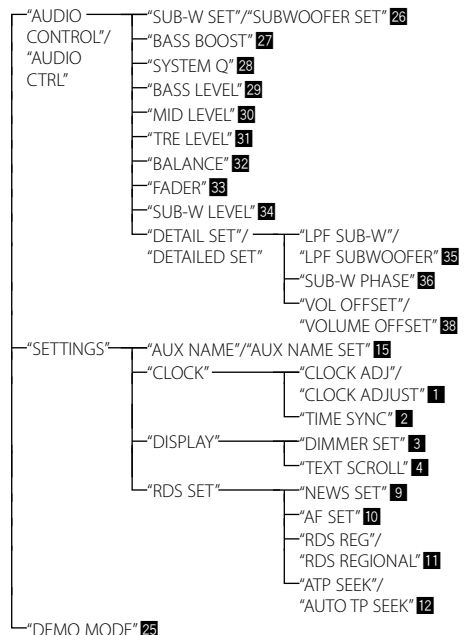 “AUDIO CONTROL”/ “AUDIO CTRL”
“SUB-W SET”/“SUBWOOFER SET” 26
“BASS BOOST” 27
“SYSTEM Q” 28
“BASS LEVEL” 29
“MID LEVEL” 30
“TRE LEVEL” 31
“BALANCE” 32
“FADER” 33
“SUB-W LEVEL” 34
“DETAIL SET”/
“DETAILED SET”
“LPF SUB-W”/
“LPF SUBWOOFER” 35
“SUB-W PHASE” 36
“VOL OFFSET”/
“VOLUME OFFSET” 38
“SETTINGS”
“AUX NAME”/“AUX NAME SET” 15
“CLOCK”
“CLOCK ADJ”/
“CLOCK ADJUST” 1
“TIME SYNC” 2
“DISPLAY”
“DIMMER SET” 3
“TEXT SCROLL” 4
“RDS SET”
“NEWS SET” 9
“AF SET” 10
“RDS REG”/
“RDS REGIONAL” 11
“ATP SEEK”/
“AUTO TP SEEK” 12
“DEMO MODE” 25